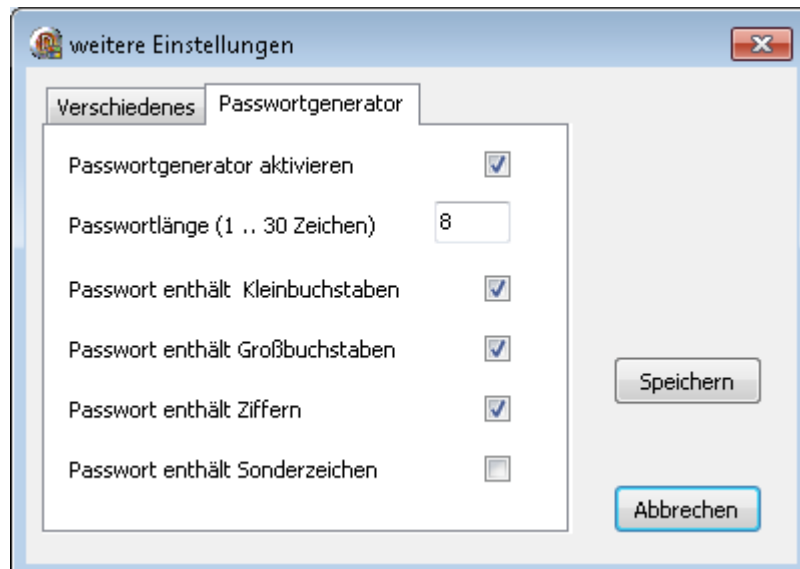 weitere Einstellungen
Verschiedenes
Passwortgenerator
Passwortgenerator aktivieren
Passwortlänge (1 .. 30 Zeichen)
8
Passwort enthält Kleinbuchstaben
Passwort enthält Großbuchstaben
Passwort enthält Ziffern
Passwort enthält Sonderzeichen
Speichern
Abbrechen